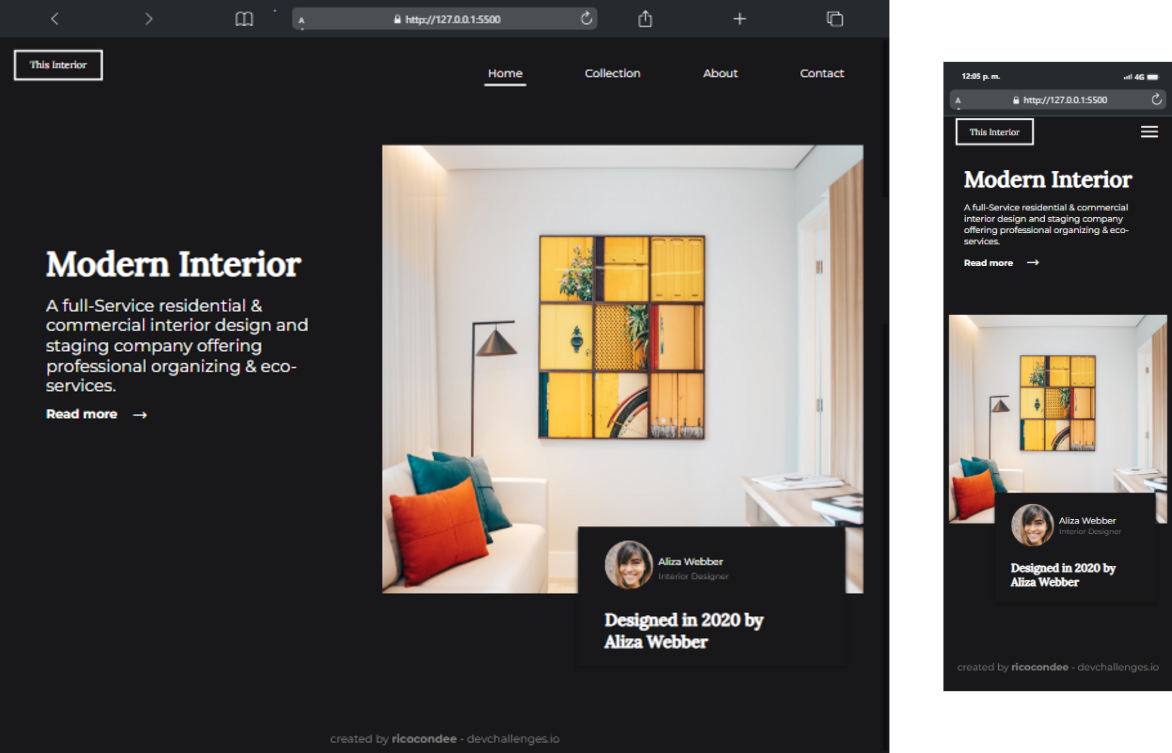 A
http://127.0.0.1:5500
This Interior
Home
Collection
About
Contact
Modern Interior
A full-Service residential &
commercial interior design and
staging company offering
professional organizing & eco-
services.
Read more →
Aliza Webber
Interior Designer
Designed in 2020 by
Aliza Webber
created by ricocondee - devchallenges.io
12:05 p. m.
4G
A
http://127.0.0.1:5500
This Interior
Modern Interior
A full-Service residential & commercial
interior design and staging company
offering professional organizing & eco-
services.
Read more →
Aliza Webber
Interior Designer
Designed in 2020 by
Aliza Webber
created by ricocondee - devchallenges.io